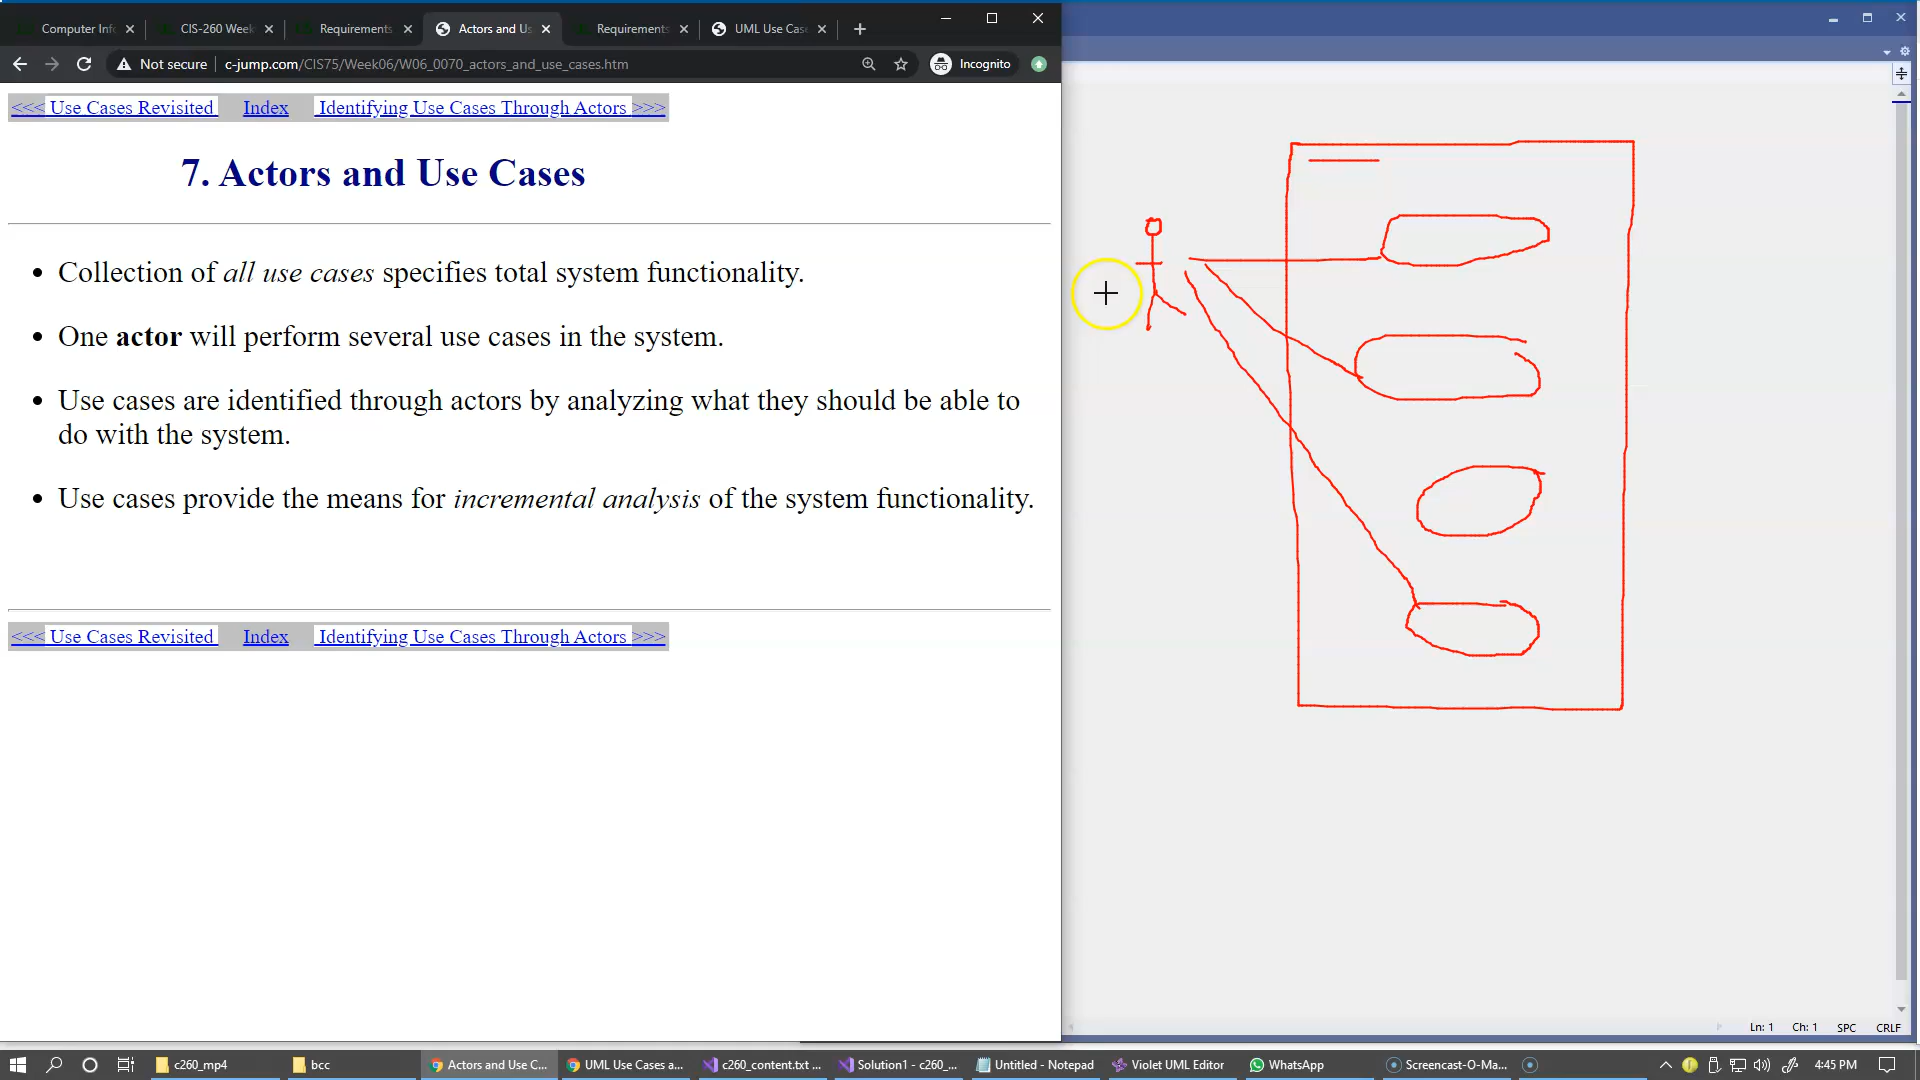 Computer Inf
CIS-260 Week
Requirements
Actors and Us
Requirements
UML Use Case
Not secure
c-jump.com/CIS75/Week06/W06_0070_actors_and_use_cases.htm
Incognito
<<< Use Cases Revisited Index Identifying Use Cases Through Actors >>>
7. Actors and Use Cases
• Collection of all use cases specifies total system functionality.
• One actor will perform several use cases in the system.
• Use cases are identified through actors by analyzing what they should be able to
do with the system.
• Use cases provide the means for incremental analysis of the system functionality.
<<< Use Cases Revisited Index Identifying Use Cases Through Actors >>>
Ln: 1 Ch: 1 SPC CRLF
c260_mp4
bcc
Actors and Use C...
UML Use Cases a...
c260_content.txt ...
Solution1 - c260_...
Untitled - Notepad
Violet UML Editor
WhatsApp
Screencast-O-Ma...
4:45 PM